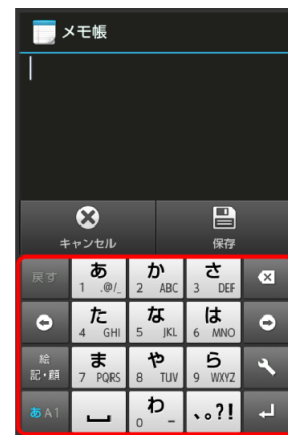 メモ帳
キャンセル 保存
戻す あ か さ
1 .@/_ 2 ABC 3 DEF
た な は
4 GHI 5 JKL 6 MNO
絵 ま や ら
記・顔 7 PQRS 8 TUV 9 WXYZ
あA1 わ 、。?!
0 -